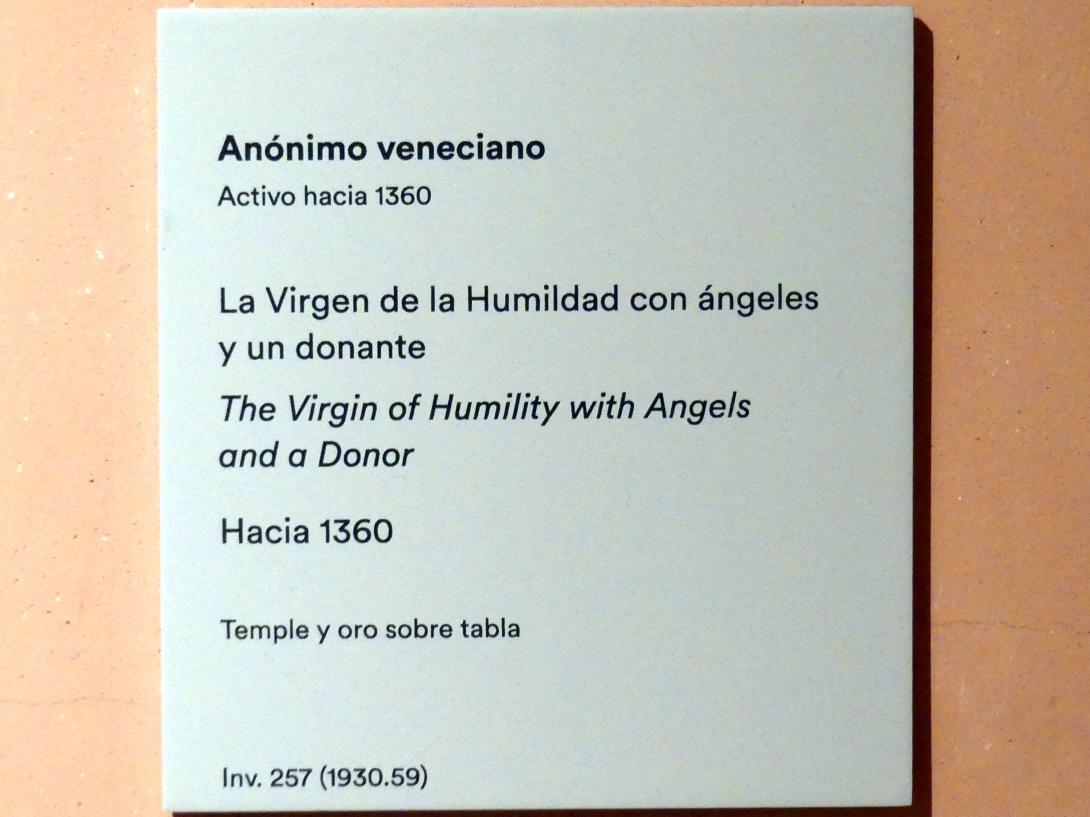 Anónimo veneciano
Activo hacia 1360
La Virgen de la Humildad con ángeles
y un donante
The Virgin of Humility with Angels
and a Donor
Hacia 1360
Temple y oro sobre tabla
Inv. 257 (1930.59)